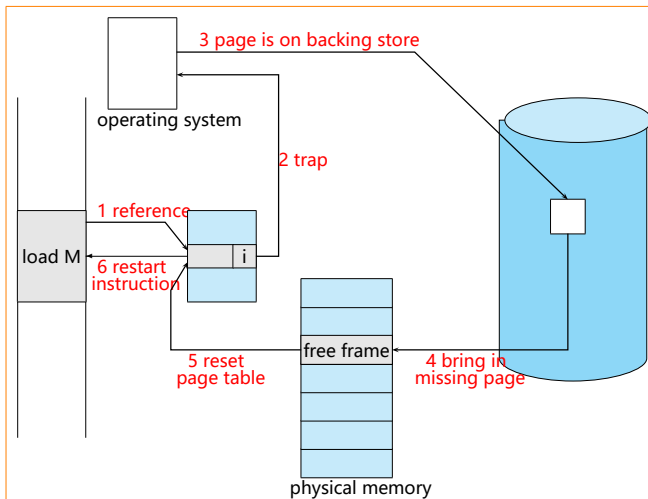 3 page is on backing store
operating system
2 trap
1 reference
load M
i
6 restart
instruction
free frame
5 reset
page table
4 bring in
missing page
physical memory